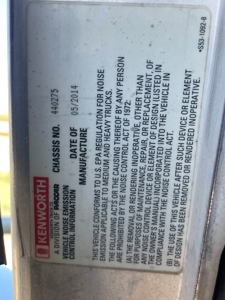 KENWORTH
A DIVISION OF PACCAR
VEHICLE NOISE EMISSION
CONTROL INFORMATION
CHASSIS NO. 440275
DATE OF
MANUFACTURE 05/2014
THIS VEHICLE CONFORMS TO U.S. EPA REGULATION FOR NOISE
EMISSION APPLICABLE TO MEDIUM AND HEAVY TRUCKS.
THE FOLLOWING ACTS OR THE CAUSING THEREOF BY ANY PERSON
ARE PROHIBITED BY THE NOISE CONTROL ACT OF 1972:
(A) THE REMOVAL OR RENDERING INOPERATIVE, OTHER THAN
FOR PURPOSES OF MAINTENANCE, REPAIR, OR REPLACEMENT, OF
ANY NOISE CONTROL DEVICE OR ELEMENT OF DESIGN (LISTED IN
THE OWNER'S MANUAL) INCORPORATED INTO THIS VEHICLE IN
COMPLIANCE WITH THE NOISE CONTROL ACT
(B) THE USE OF THIS VEHICLE AFTER SUCH DEVICE OR ELEMENT
OF DESIGN HAS BEEN REMOVED OR RENDERED INOPERATIVE.
•S53-1092-B